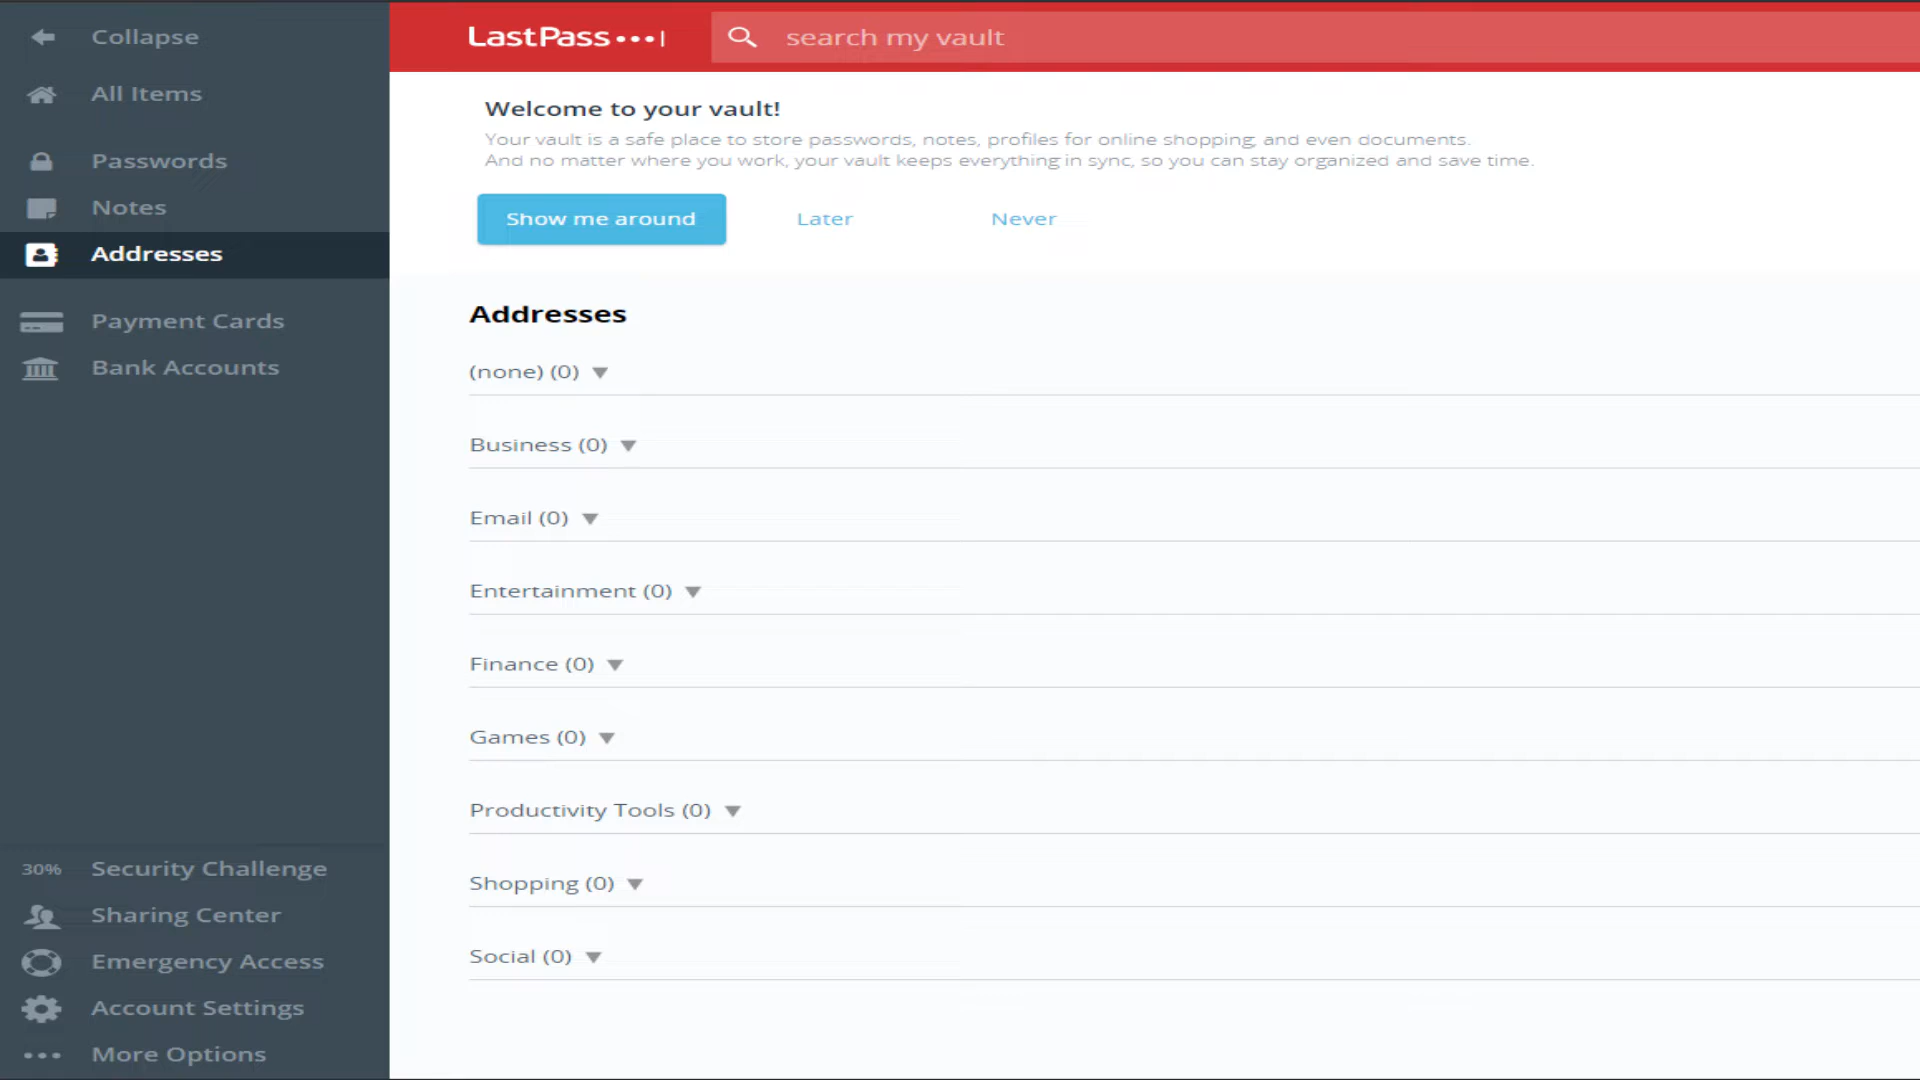 Collapse
All Items
Passwords
Notes
Addresses
Payment Cards
Bank Accounts
30% Security Challenge
Sharing Center
Emergency Access
Account Settings
More Options
LastPass
search my vault
Welcome to your vault!
Your vault is a safe place to store passwords, notes, profiles for online shopping, and even documents.
And no matter where you work, your vault keeps everything in sync, so you can stay organized and save time.
Show me around
Later
Never
Addresses
(none) (0)
Business (0)
Email (0)
Entertainment (0)
Finance (0)
Games (0)
Productivity Tools (0)
Shopping (0)
Social (0)